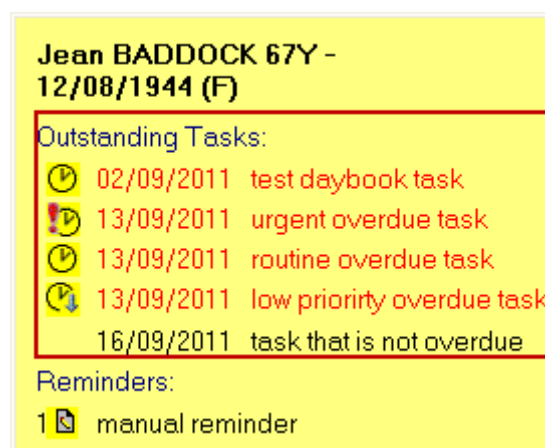 Jean BADDOCK 67Y -
12/08/1944 (F)
Outstanding Tasks:
02/09/2011 test daybook task
13/09/2011 urgent overdue task
13/09/2011 routine overdue task
13/09/2011 low prioirty overdue task
16/09/2011 task that is not overdue
Reminders:
1 manual reminder